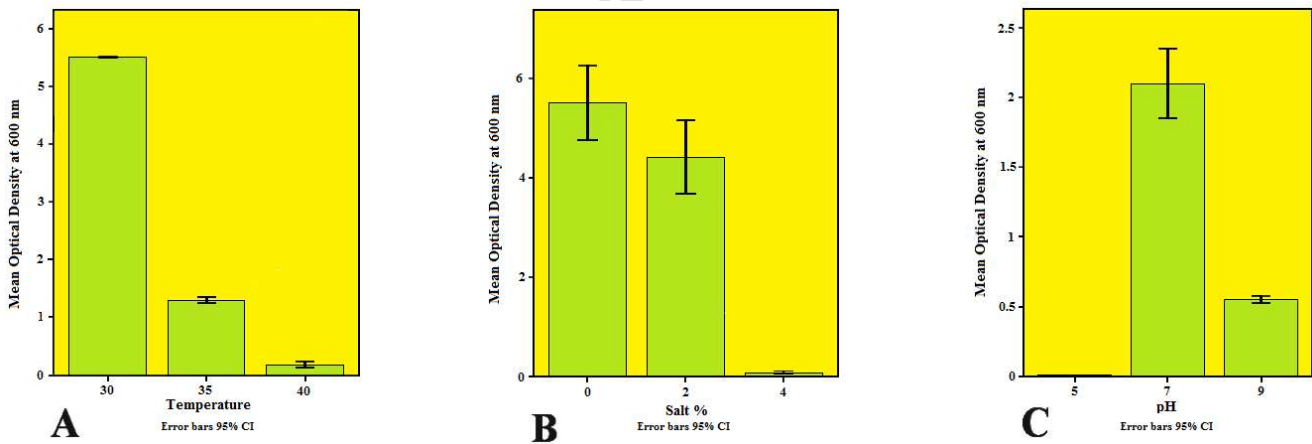 Mean Optical Density at 600 nm
6
5
4
3
2
1
0
30 35 40
Temperature
Error bars 95% CI
A
Mean Optical Density at 600 nm
6
4
2
0
0 2 4
Salt %
Error bars 95% CI
B
Mean Optical Density at 600 nm
2.5
2
1.5
1
0.5
0
5 7 9
pH
Error bars 95% CI
C